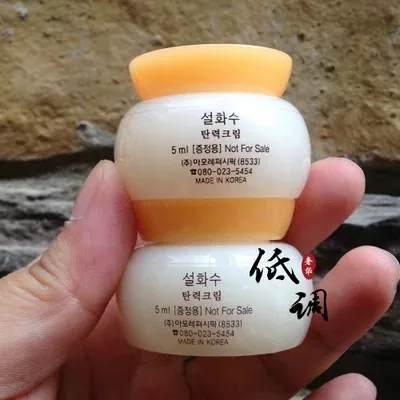 설화수
탄력크림
5 ml [증정용] Not For Sale
(주)아모레퍼시픽 (8533)
☎080-023-5454
MADE IN KOREA
설화수
탄력크림
5 ml [증정용] Not For Sale
(주)아모레퍼시픽 (8533)
☎080-023-5454
MADE IN KOREA
低调
奢华